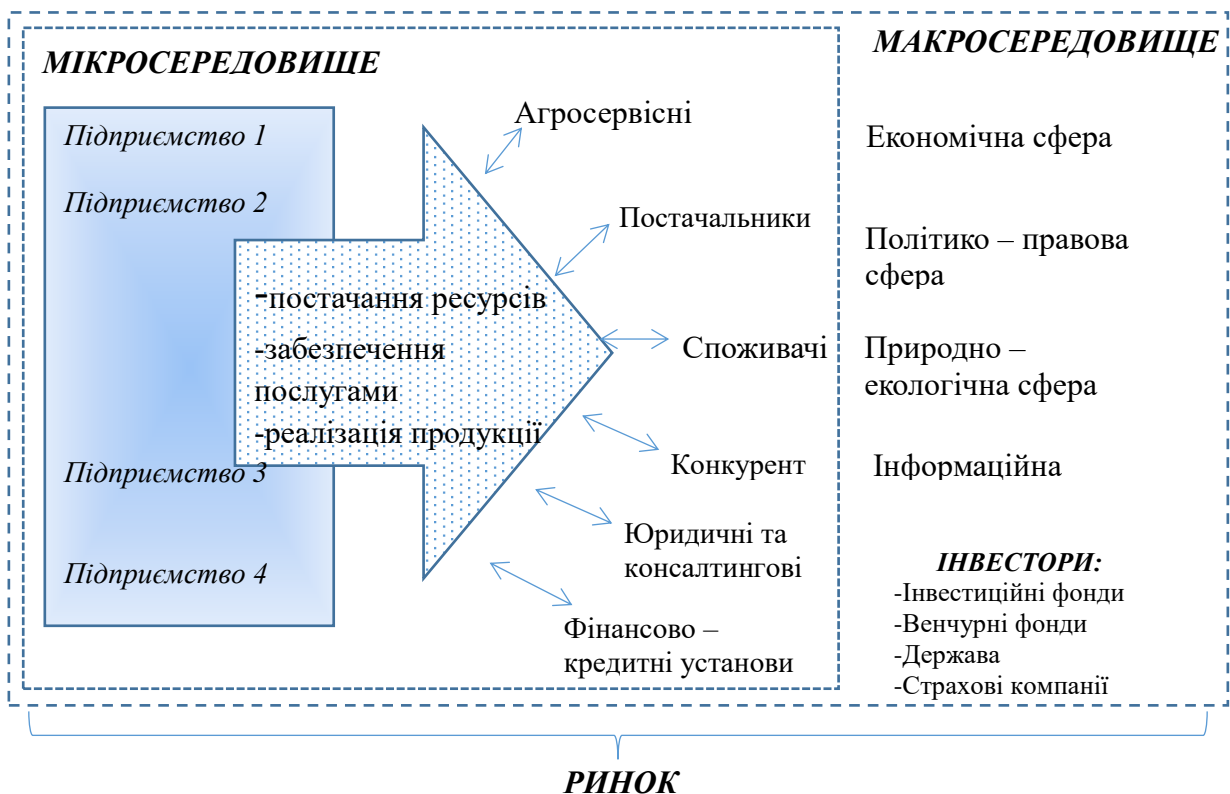 МІКРОСЕРЕДОВИЩЕ
Підприємство 1
Підприємство 2
Підприємство 3
Підприємство 4
-постачання ресурсів
-забезпечення
послугами
-реалізація продукції
Агросервісні
Постачальники
Споживачі
Конкурент
Юридичні та
консалтингові
Фінансово –
кредитні установи
МАКРОСЕРЕДОВИЩЕ
Економічна сфера
Політико – правова
сфера
Природно –
екологічна сфера
Інформаційна
ІНВЕСТОРИ:
-Інвестиційні фонди
-Венчурні фонди
-Держава
-Страхові компанії
РИНОК